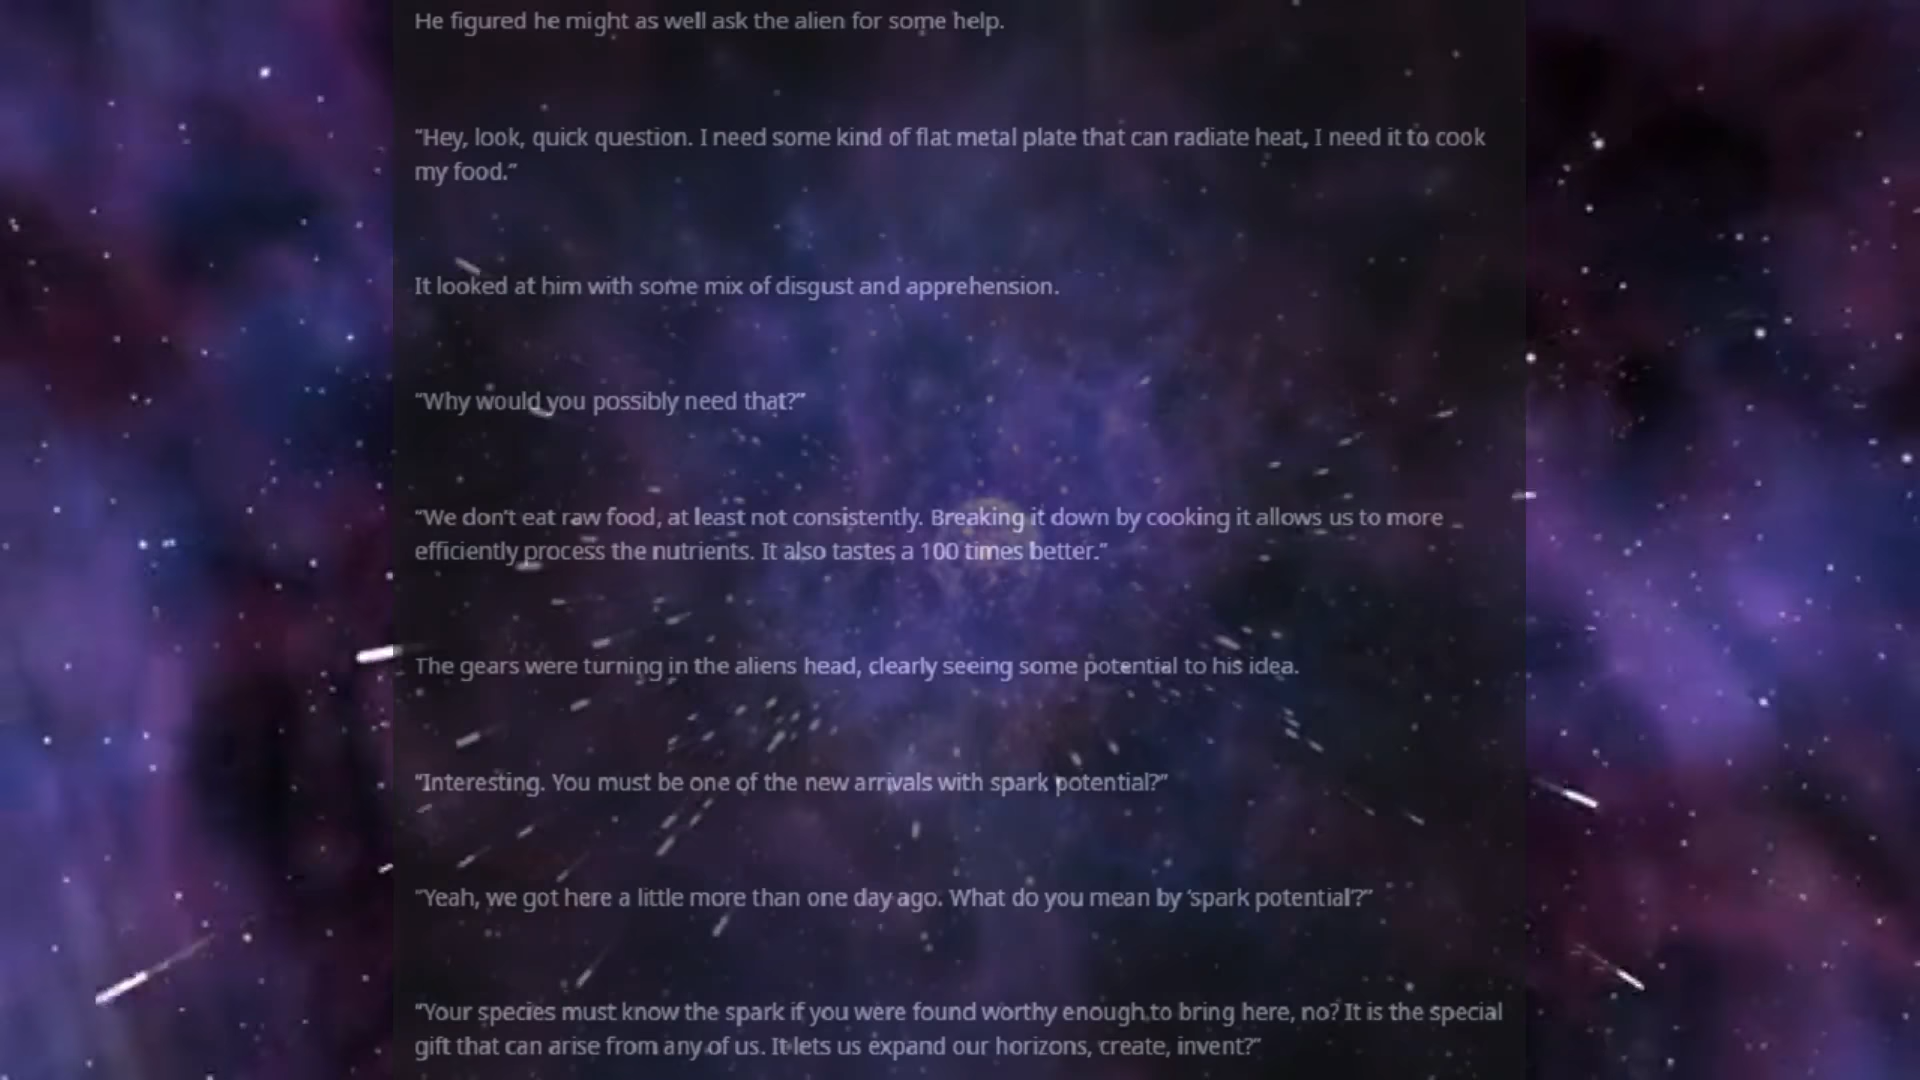 He figured he might as well ask the alien for some help.
“Hey, look, quick question. I need some kind of flat metal plate that can radiate heat, I need it to cook
my food.”
It looked at him with some mix of disgust and apprehension.
“Why would you possibly need that?”
“We don’t eat raw food, at least not consistently. Breaking it down by cooking it allows us to more
efficiently process the nutrients. It also tastes a 100 times better.”
The gears were turning in the aliens head, clearly seeing some potential to his idea.
“Interesting. You must be one of the new arrivals with spark potential?”
“Yeah, we got here a little more than one day ago. What do you mean by ‘spark potential’?”
“Your species must know the spark if you were found worthy enough to bring here, no? It is the special
gift that can arise from any of us. It lets us expand our horizons, create, invent?”